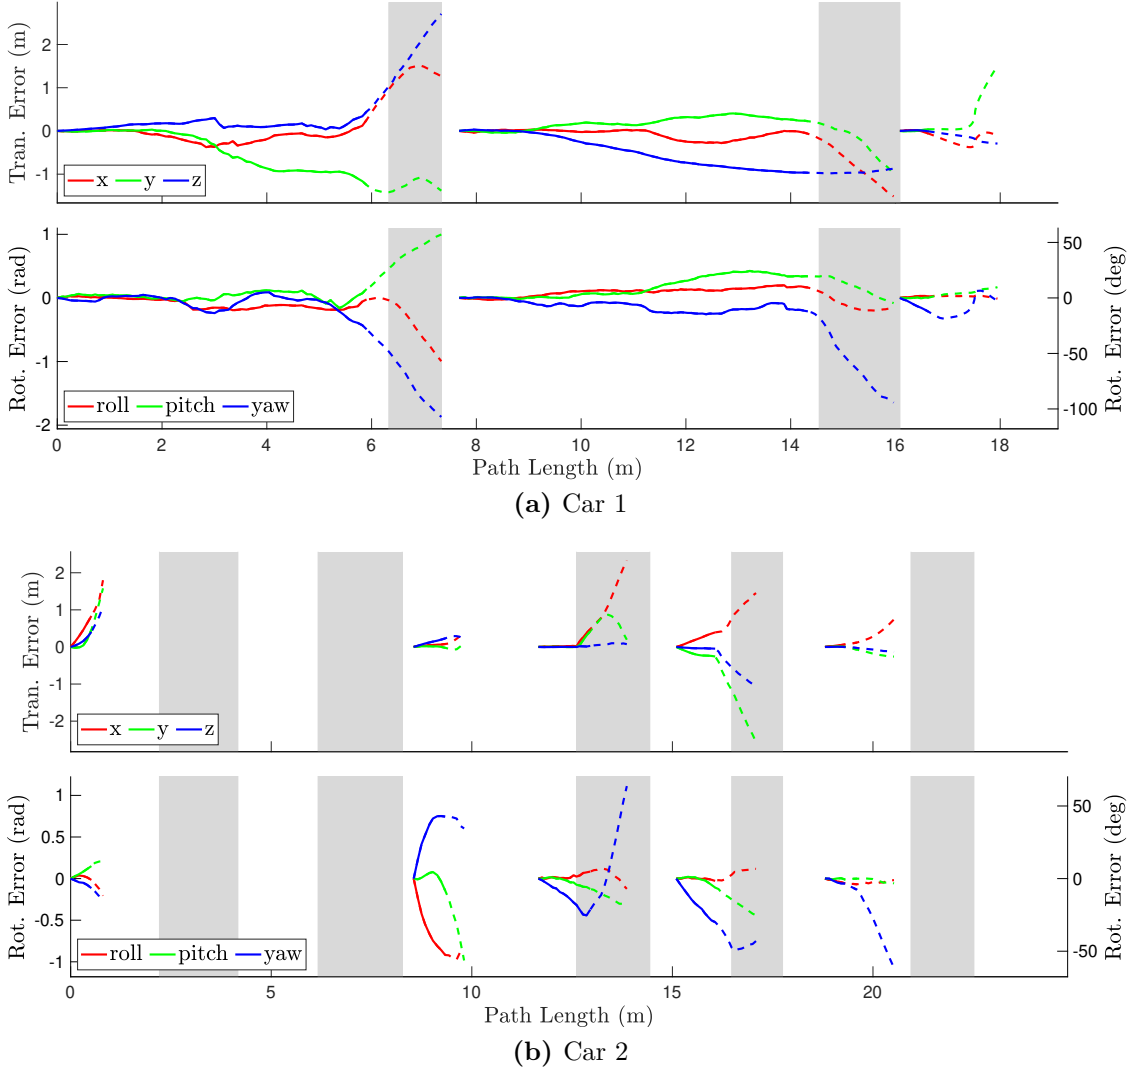 Tran. Error (m)
2
1
0
-1
x y z
Rot. Error (rad)
1
0
-1
-2
50
0
-50
-100
Rot. Error (deg)
roll pitch yaw
0 2 4 6 8 10 12 14 16 18
Path Length (m)
(a) Car 1
Tran. Error (m)
2
1
0
-1
-2
x y z
Rot. Error (rad)
1
0.5
0
-0.5
-1
50
0
-50
Rot. Error (deg)
roll pitch yaw
0 5 10 15 20
Path Length (m)
(b) Car 2